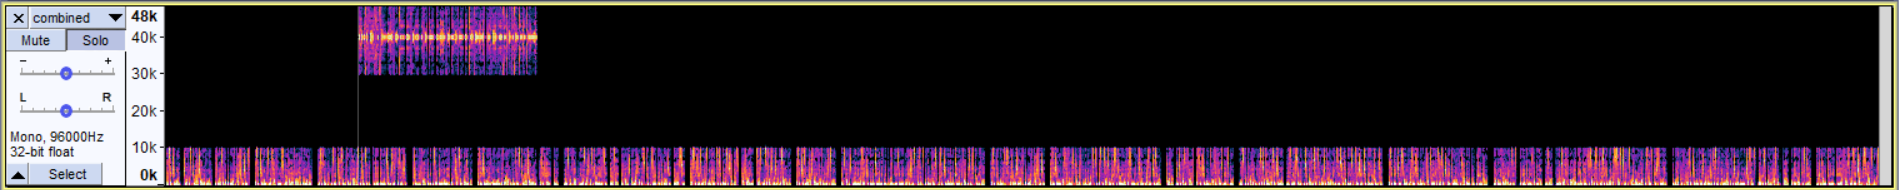 combined
Mute Solo
- +
L R
Mono, 96000Hz
32-bit float
Select
48k
40k
30k
20k
10k
0k